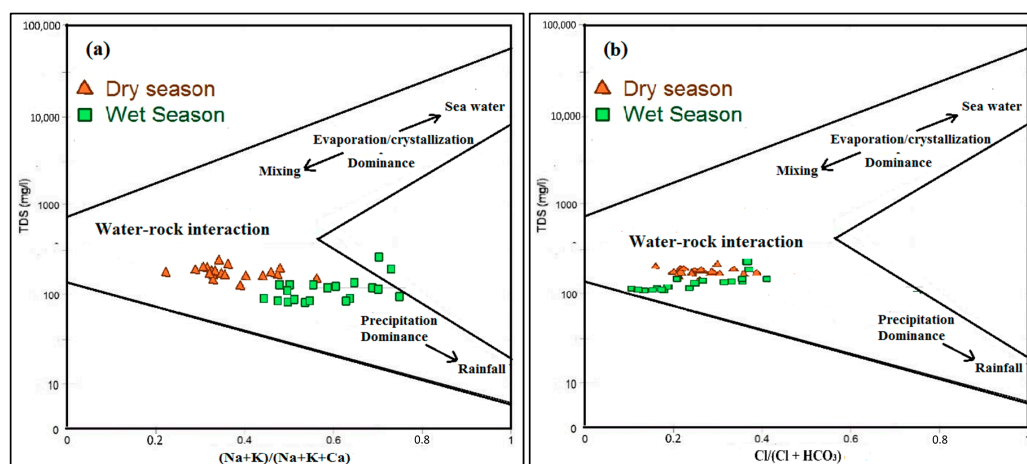 100,000
(a)
Dry season
Wet Season
Sea water
10,000
Evaporation/crystallization
Dominance
Mixing
TDS (mg/l)
1000
Water-rock interaction
100
Precipitation
Dominance
Rainfall
10
0
0
0.2
0.4
0.6
0.8
1
(Na+K)/(Na+K+Ca)
100,000
(b)
Dry season
Wet Season
Sea water
10,000
Evaporation/crystallization
Dominance
Mixing
TDS (mg/l)
1000
Water-rock interaction
100
Precipitation
Dominance
Rainfall
10
0
0
0.2
0.4
0.6
0.8
1
Cl/(Cl + HCO₃)